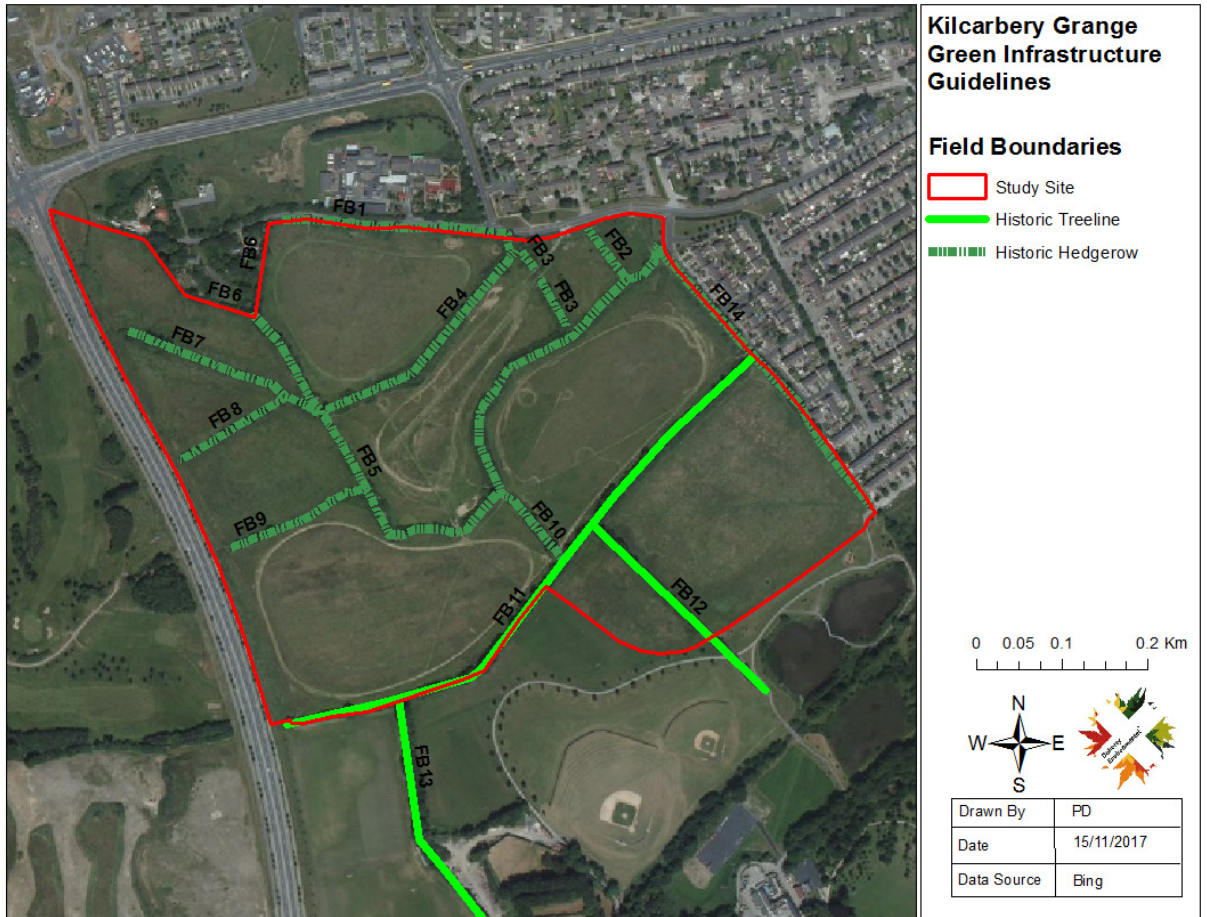 Kilcarbery Grange
Green Infrastructure
Guidelines
Field Boundaries
Study Site
Historic Treeline
Historic Hedgerow
FB1
FB6
FB6
FB3
FB3
FB2
FB4
FB14
FB7
FB8
FB5
FB9
FB10
FB11
FB12
FB13
0 0.05 0.1 0.2 Km
N
W E
S
Doherty
Environmental
Drawn By PD
Date 15/11/2017
Data Source Bing